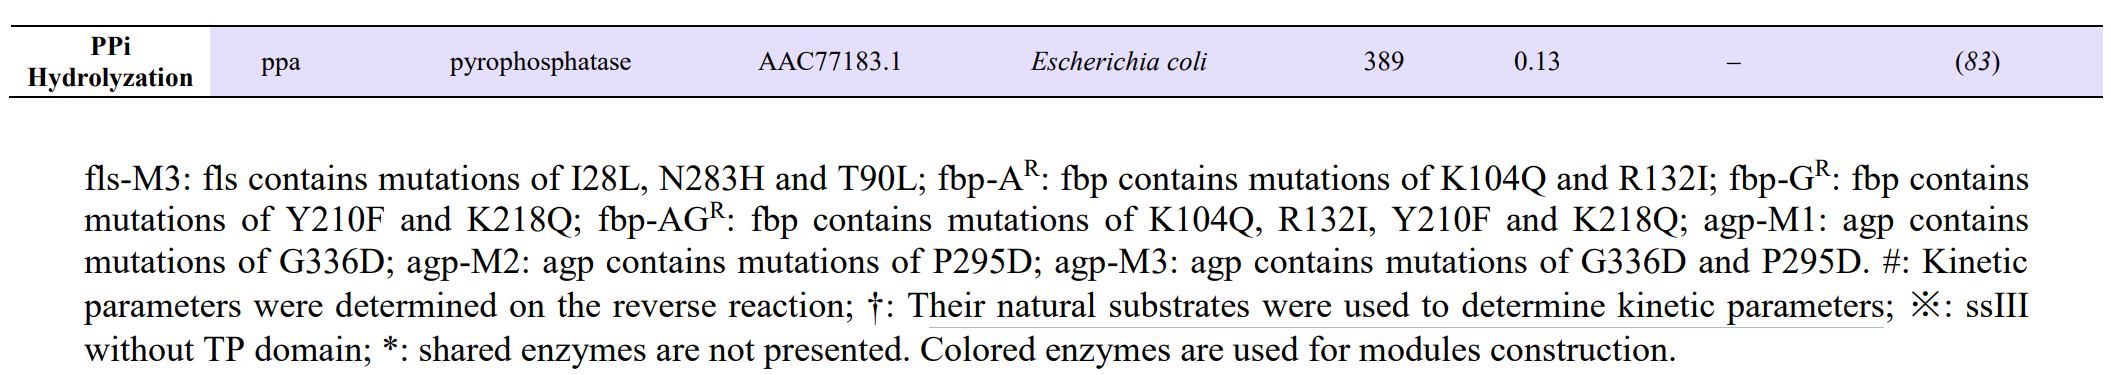 PPi
Hydrolyzation ppa pyrophosphatase AAC77183.1 Escherichia coli 389 0.13 – (83)
fls-M3: fls contains mutations of I28L, N283H and T90L; fbp-Aᴿ: fbp contains mutations of K104Q and R132I; fbp-Gᴿ: fbp contains
mutations of Y210F and K218Q; fbp-AGᴿ: fbp contains mutations of K104Q, R132I, Y210F and K218Q; agp-M1: agp contains
mutations of G336D; agp-M2: agp contains mutations of P295D; agp-M3: agp contains mutations of G336D and P295D. #: Kinetic
parameters were determined on the reverse reaction; †: Their natural substrates were used to determine kinetic parameters; ※: ssIII
without TP domain; *: shared enzymes are not presented. Colored enzymes are used for modules construction.